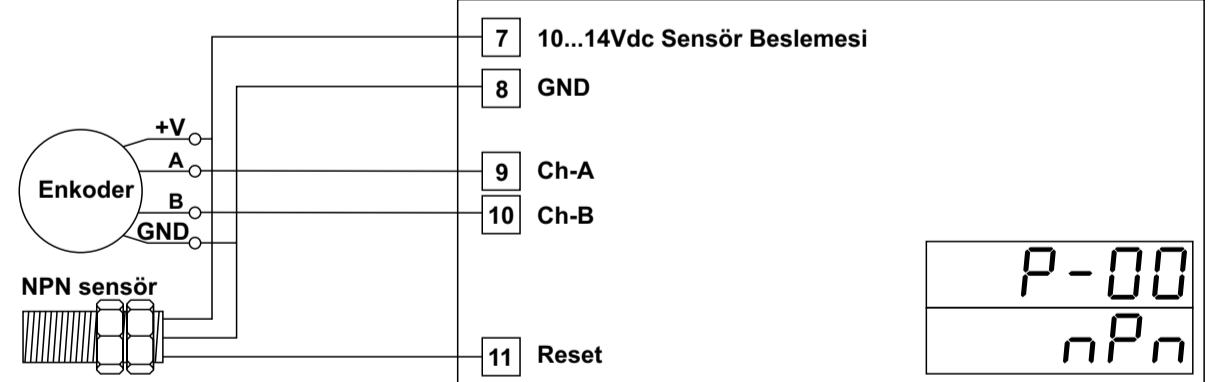 7 10...14Vdc Sensör Beslemesi
8 GND
+V
A
9 Ch-A
Enkoder
B
10 Ch-B
GND
P-00
NPN sensör
nPn
11 Reset